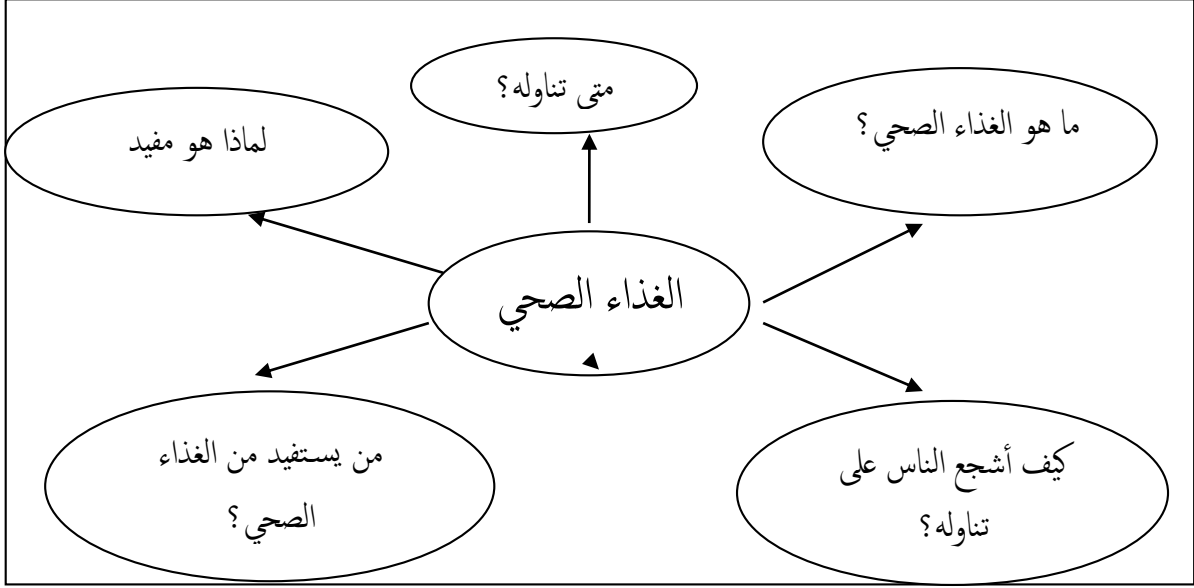 متى تناوله؟
ما هو الغذاء الصحي؟
لماذا هو مفيد
الغذاء الصحي
كيف أشجع الناس على
تناوله؟
من يستفيد من الغذاء
الصحي؟